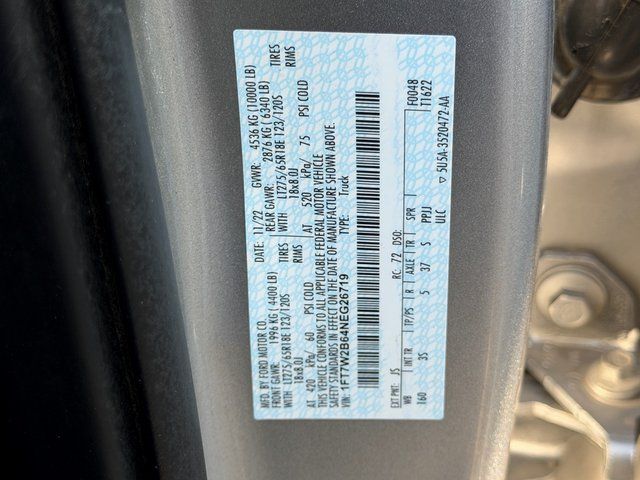 MFD. BY FORD MOTOR CO.
DATE: 11/22 GVWR: 4536 KG (10000 LB)
FRONT GAWR: 1996 KG (4400 LB) REAR GAWR: 2876 KG (6340 LB)
WITH LT275/65R18E 123/120S TIRES WITH LT275/65R18E 123/120S TIRES
18x8.0J RIMS 18x8.0J RIMS
AT 420 kPa/ 60 PSI COLD AT 520 kPa/ 75 PSI COLD
THIS VEHICLE CONFORMS TO ALL APPLICABLE FEDERAL MOTOR VEHICLE
SAFETY STANDARDS IN EFFECT ON THE DATE OF MANUFACTURE SHOWN ABOVE.
VIN: 1FT7W2B64NEG26719 TYPE: Truck
EXT PNT: JS RC: 72 DSO: F0048
WB INT TR TP/PS R AXLE TR SPR T1622
160 3S 5 37 S PPJJ
ULC ▽ 5U5A-3520472-AA